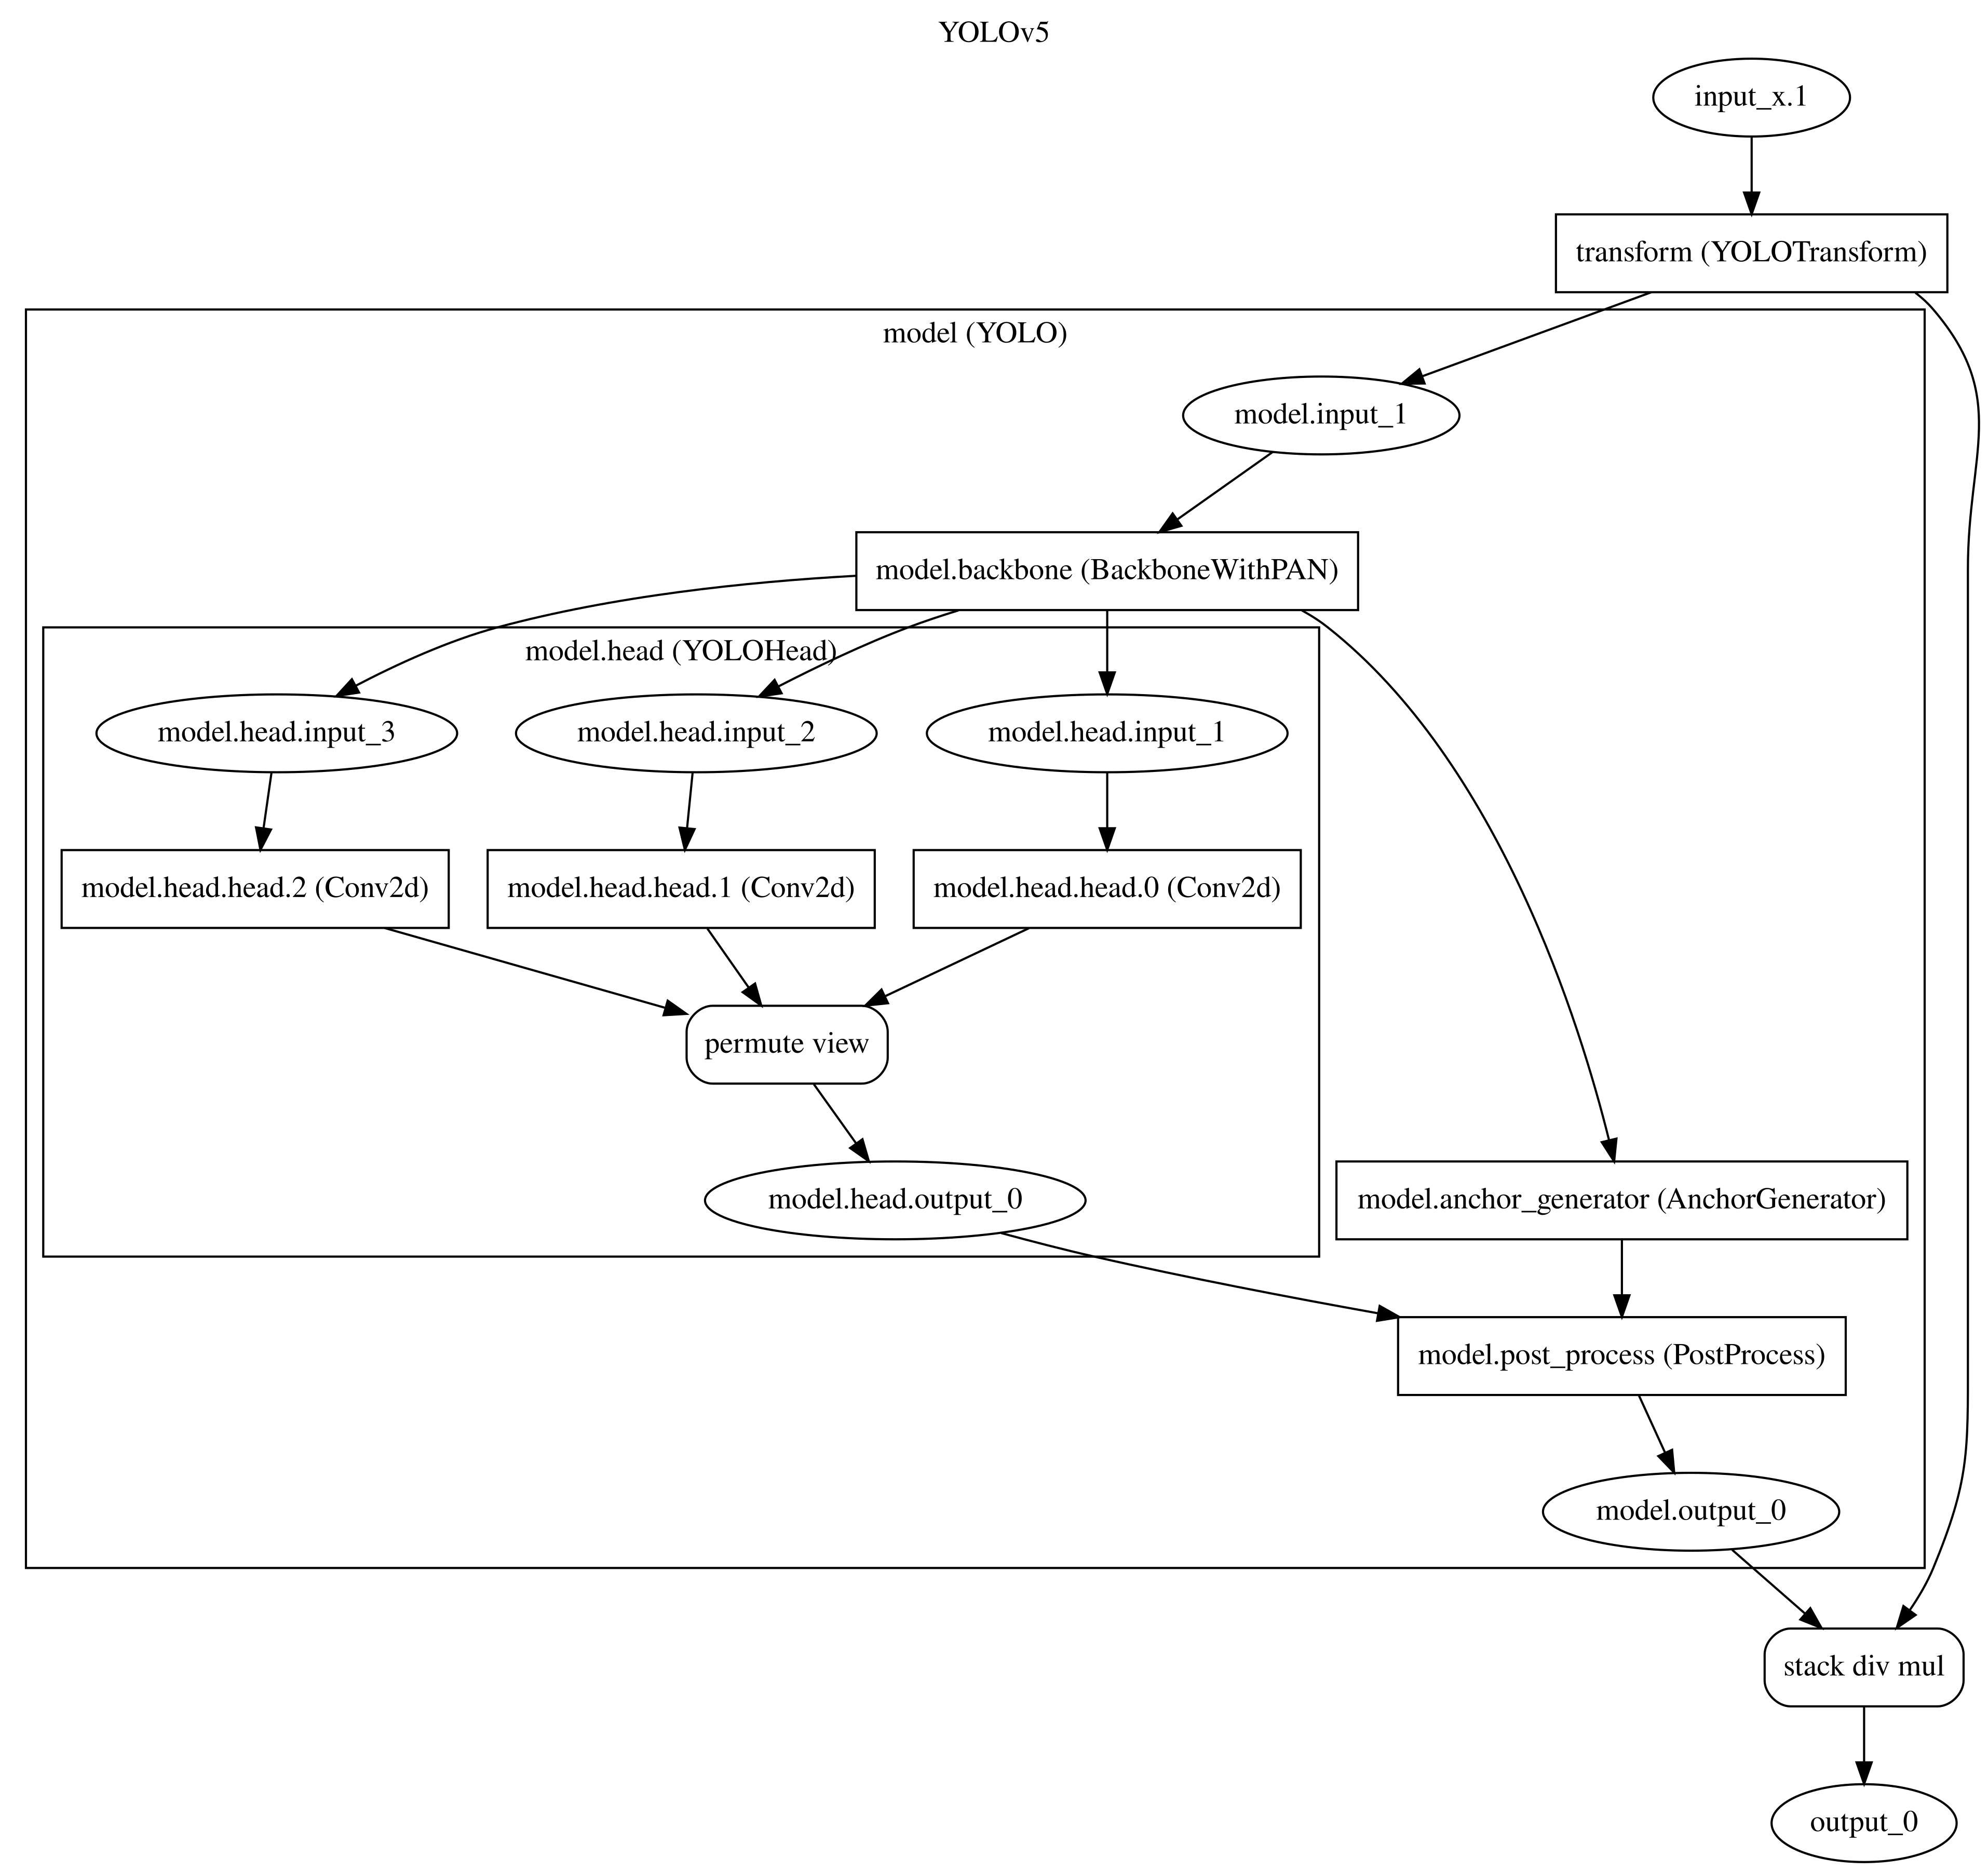 YOLOv5
input_x.1
transform (YOLOTransform)
model (YOLO)
model.input_1
model.backbone (BackboneWithPAN)
model.head (YOLOHead)
model.head.input_3
model.head.input_2
model.head.input_1
model.head.head.2 (Conv2d)
model.head.head.1 (Conv2d)
model.head.head.0 (Conv2d)
permute view
model.head.output_0
model.anchor_generator (AnchorGenerator)
model.post_process (PostProcess)
model.output_0
stack div mul
output_0